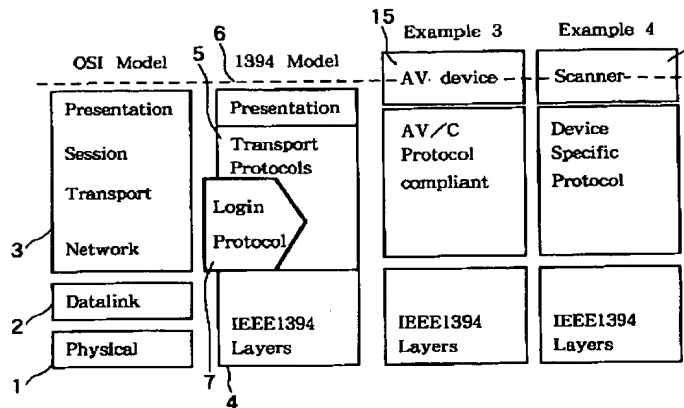 OSI Model
Presentation
Session
Transport
Network
Datalink
Physical
3
2
1
1394 Model
5
6
Presentation
Transport
Protocols
Login
Protocol
IEEE1394
Layers
7
4
Example 3
15
AV device
AV/C
Protocol
compliant
IEEE1394
Layers
Example 4
Scanner
Device
Specific
Protocol
IEEE1394
Layers